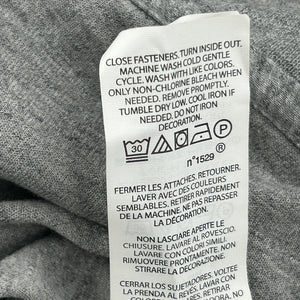 CLOSE FASTENERS. TURN INSIDE OUT.
MACHINE WASH COLD GENTLE
CYCLE. WASH WITH LIKE COLORS.
ONLY NON-CHLORINE BLEACH WHEN
NEEDED. REMOVE PROMPTLY.
TUMBLE DRY LOW. COOL IRON IF
NEEDED. DO NOT IRON
DECORATION.
30 P
n°1529
FERMER LES ATTACHES. RETOURNER.
LAVER AVEC DES COULEURS
SEMBLABLES. RETIRER RAPIDEMENT
DE LA MACHINE. NE PAS REPASSER
LA DECORATION.
NON LASCIARE APERTE LE
CHIUSURE. LAVARE A ROVESCIO.
LAVARE CON COLORI SIMILI.
RIMUOVERE PRONTAMENTE. NON
STIRARE LA DECORAZIONE.
CERRAR LOS SUJETADORES. VOLTEE
LA PRENDA AL REVES. LAVAR
CON